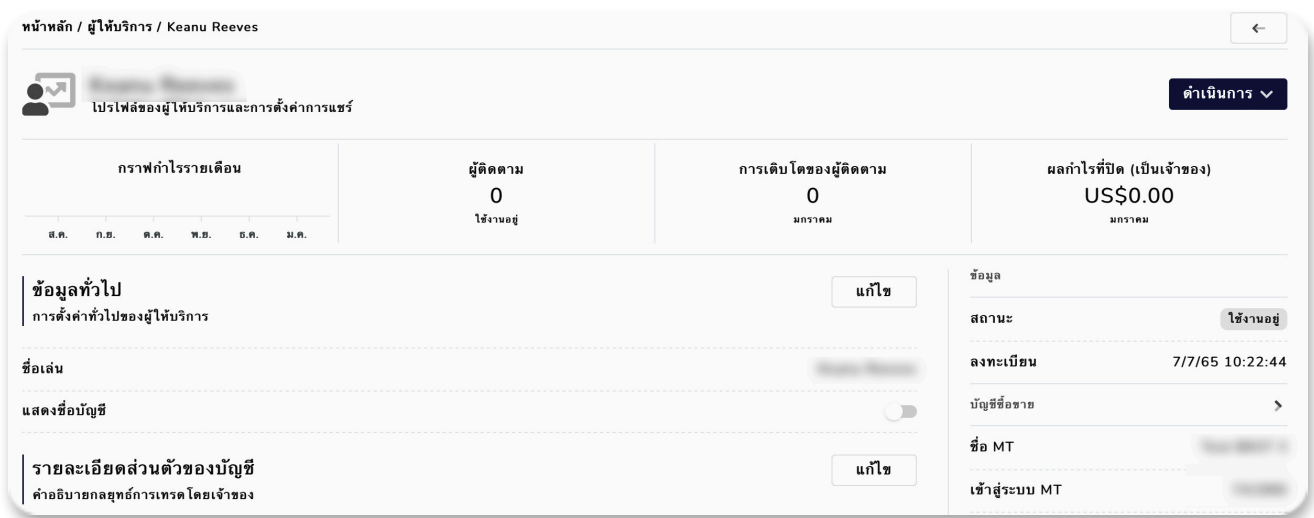 หน้าหลัก / ผู้ให้บริการ / Keanu Reeves
โปรไฟล์ของผู้ให้บริการและการตั้งค่าการแชร์
ดำเนินการ
กราฟกำไรรายเดือน
ส.ค. ก.ย. ต.ค. พ.ย. ธ.ค. ม.ค.
ผู้ติดตาม
0
ใช้งานอยู่
การเติบโตของผู้ติดตาม
0
มกราคม
ผลกำไรที่ปิด (เป็นเจ้าของ)
US$0.00
มกราคม
ข้อมูลทั่วไป
การตั้งค่าทั่วไปของผู้ให้บริการ
แก้ไข
ชื่อเล่น
แสดงชื่อบัญชี
รายละเอียดส่วนตัวของบัญชี
คำอธิบายกลยุทธ์การเทรดโดยเจ้าของ
แก้ไข
ข้อมูล
สถานะ ใช้งานอยู่
ลงทะเบียน 7/7/65 10:22:44
บัญชีซื้อขาย
ชื่อ MT
เข้าสู่ระบบ MT